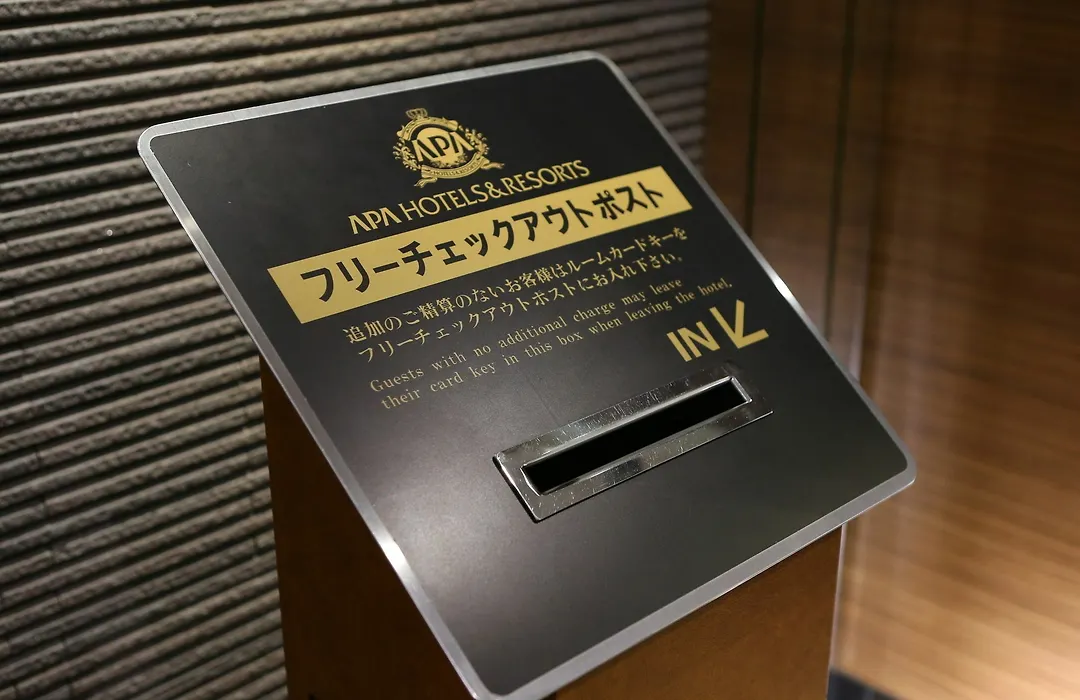 APA
HOTELS & RESORTS
APA HOTELS&RESORTS
フリーチェックアウトポスト
追加のご精算のないお客様はルームカードキーを
フリーチェックアウトポストにお入れ下さい。
Guests with no additional charge may leave
their card key in this box when leaving the hotel.
IN